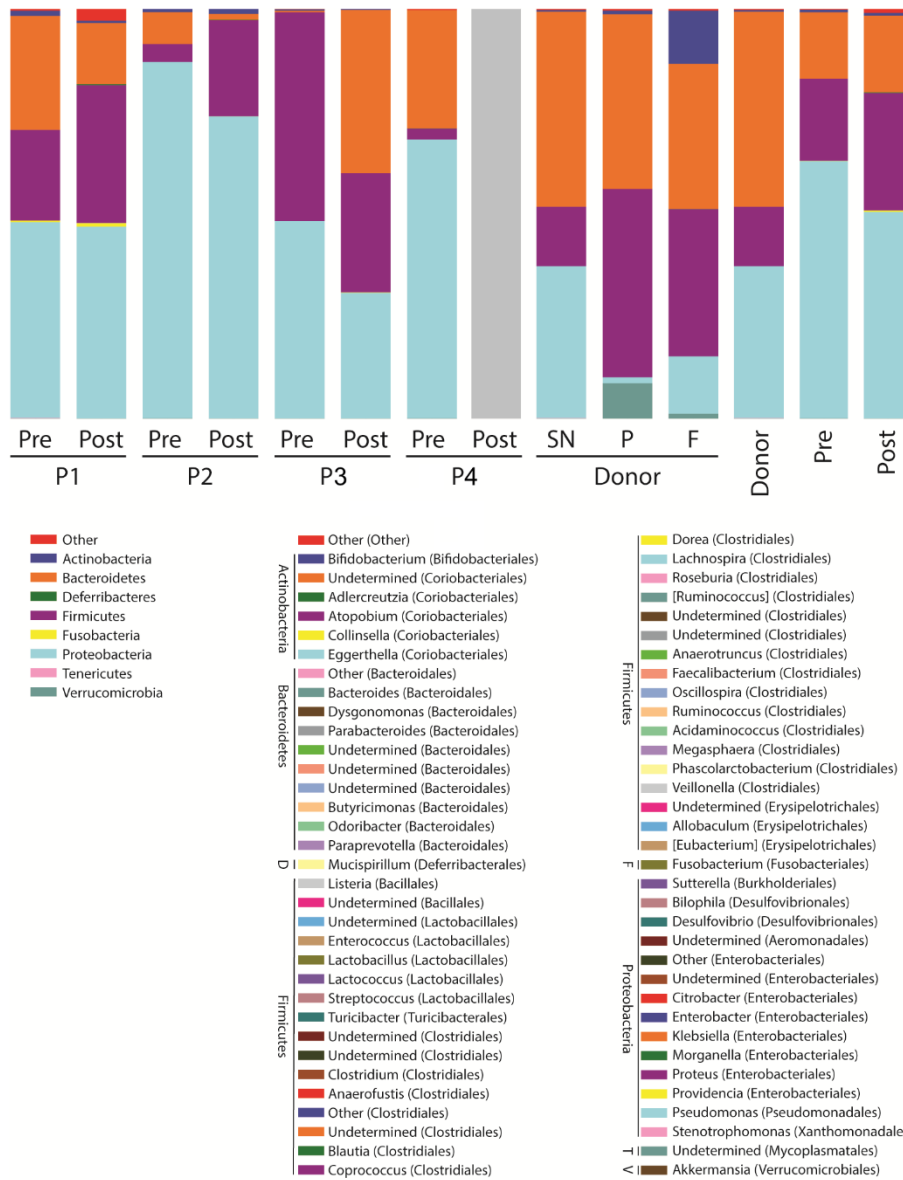 Pre Post Pre Post Pre Post Pre Post SN P F Donor Pre Post
P1 P2 P3 P4 Donor
Other
Actinobacteria
Bacteroidetes
Deferribacteres
Firmicutes
Fusobacteria
Proteobacteria
Tenericutes
Verrucomicrobia
Actinobacteria
Other (Other)
Bifidobacterium (Bifidobacteriales)
Undetermined (Coriobacteriales)
Adlercreutzia (Coriobacteriales)
Atopobium (Coriobacteriales)
Collinsella (Coriobacteriales)
Eggerthella (Coriobacteriales)
Bacteroidetes
Other (Bacteroidales)
Bacteroides (Bacteroidales)
Dysgonomonas (Bacteroidales)
Parabacteroides (Bacteroidales)
Undetermined (Bacteroidales)
Undetermined (Bacteroidales)
Undetermined (Bacteroidales)
Butyricimonas (Bacteroidales)
Odoribacter (Bacteroidales)
Paraprevotella (Bacteroidales)
D
Mucispirillum (Deferribacterales)
Firmicutes
Listeria (Bacillales)
Undetermined (Bacillales)
Undetermined (Lactobacillales)
Enterococcus (Lactobacillales)
Lactobacillus (Lactobacillales)
Lactococcus (Lactobacillales)
Streptococcus (Lactobacillales)
Turicibacter (Turicibacterales)
Undetermined (Clostridiales)
Undetermined (Clostridiales)
Clostridium (Clostridiales)
Anaerofustis (Clostridiales)
Other (Clostridiales)
Undetermined (Clostridiales)
Blautia (Clostridiales)
Coprococcus (Clostridiales)
Firmicutes
Dorea (Clostridiales)
Lachnospira (Clostridiales)
Roseburia (Clostridiales)
[Ruminococcus] (Clostridiales)
Undetermined (Clostridiales)
Undetermined (Clostridiales)
Anaerotruncus (Clostridiales)
Faecalibacterium (Clostridiales)
Oscillospira (Clostridiales)
Ruminococcus (Clostridiales)
Acidaminococcus (Clostridiales)
Megasphaera (Clostridiales)
Phascolarctobacterium (Clostridiales)
Veillonella (Clostridiales)
Undetermined (Erysipelotrichales)
Allobaculum (Erysipelotrichales)
[Eubacterium] (Erysipelotrichales)
F
Fusobacterium (Fusobacteriales)
Proteobacteria
Sutterella (Burkholderiales)
Bilophila (Desulfovibrionales)
Desulfovibrio (Desulfovibrionales)
Undetermined (Aeromonadales)
Other (Enterobacteriales)
Undetermined (Enterobacteriales)
Citrobacter (Enterobacteriales)
Enterobacter (Enterobacteriales)
Klebsiella (Enterobacteriales)
Morganella (Enterobacteriales)
Proteus (Enterobacteriales)
Providencia (Enterobacteriales)
Pseudomonas (Pseudomonadales)
Stenotrophomonas (Xanthomonadale
T
Undetermined (Mycoplasmatales)
V
Akkermansia (Verrucomicrobiales)